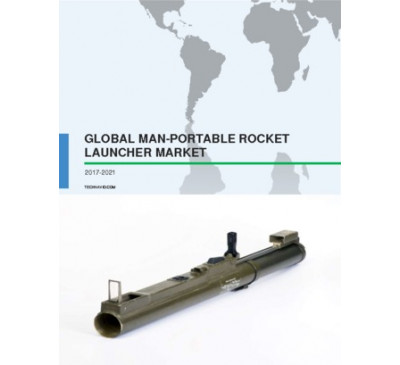 GLOBAL MAN-PORTABLE ROCKET
LAUNCHER MARKET
2017-2021